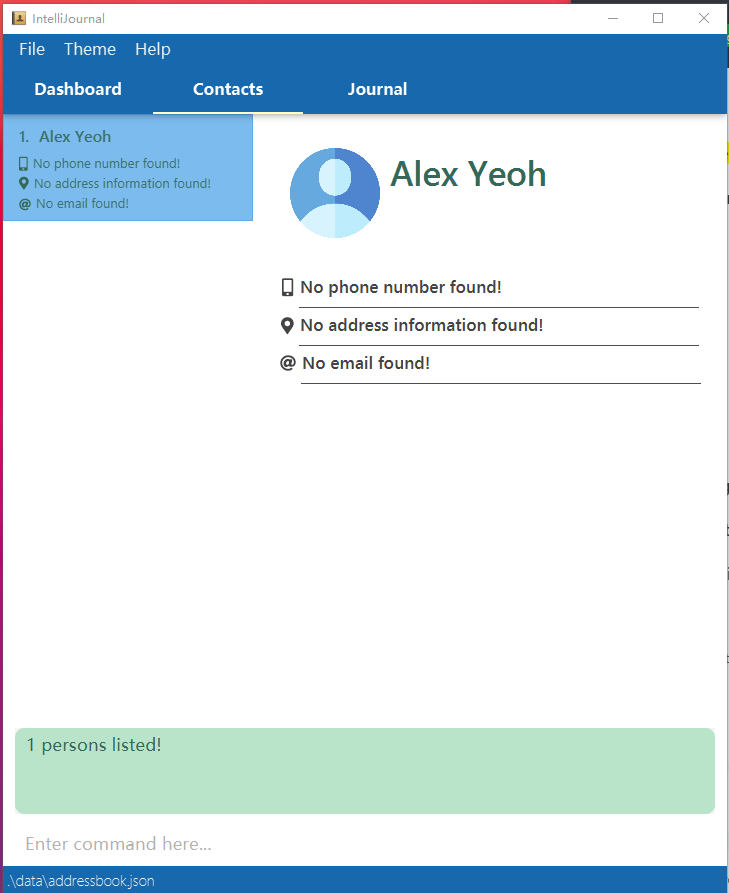 IntelliJournal
File Theme Help
Dashboard Contacts Journal
1. Alex Yeoh
No phone number found!
No address information found!
@ No email found!
Alex Yeoh
No phone number found!
No address information found!
@ No email found!
1 persons listed!
Enter command here...
.\data\addressbook.json